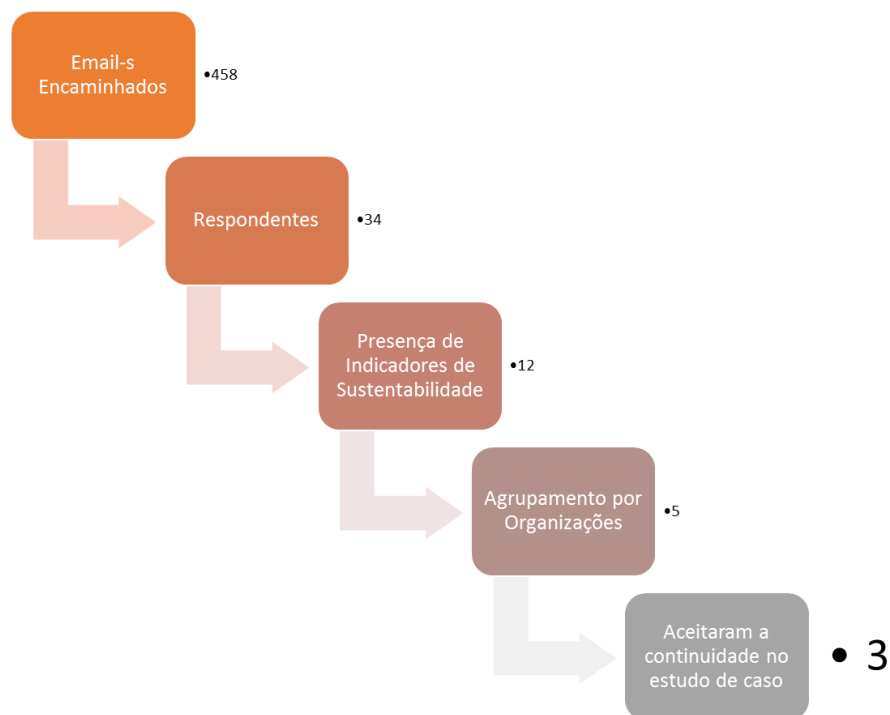 Email-s
Encaminhados
•458
Respondentes
•34
Presença de
Indicadores de
Sustentabilidade
•12
Agrupamento por
Organizações
•5
Aceitaram a
continuidade no
estudo de caso
• 3